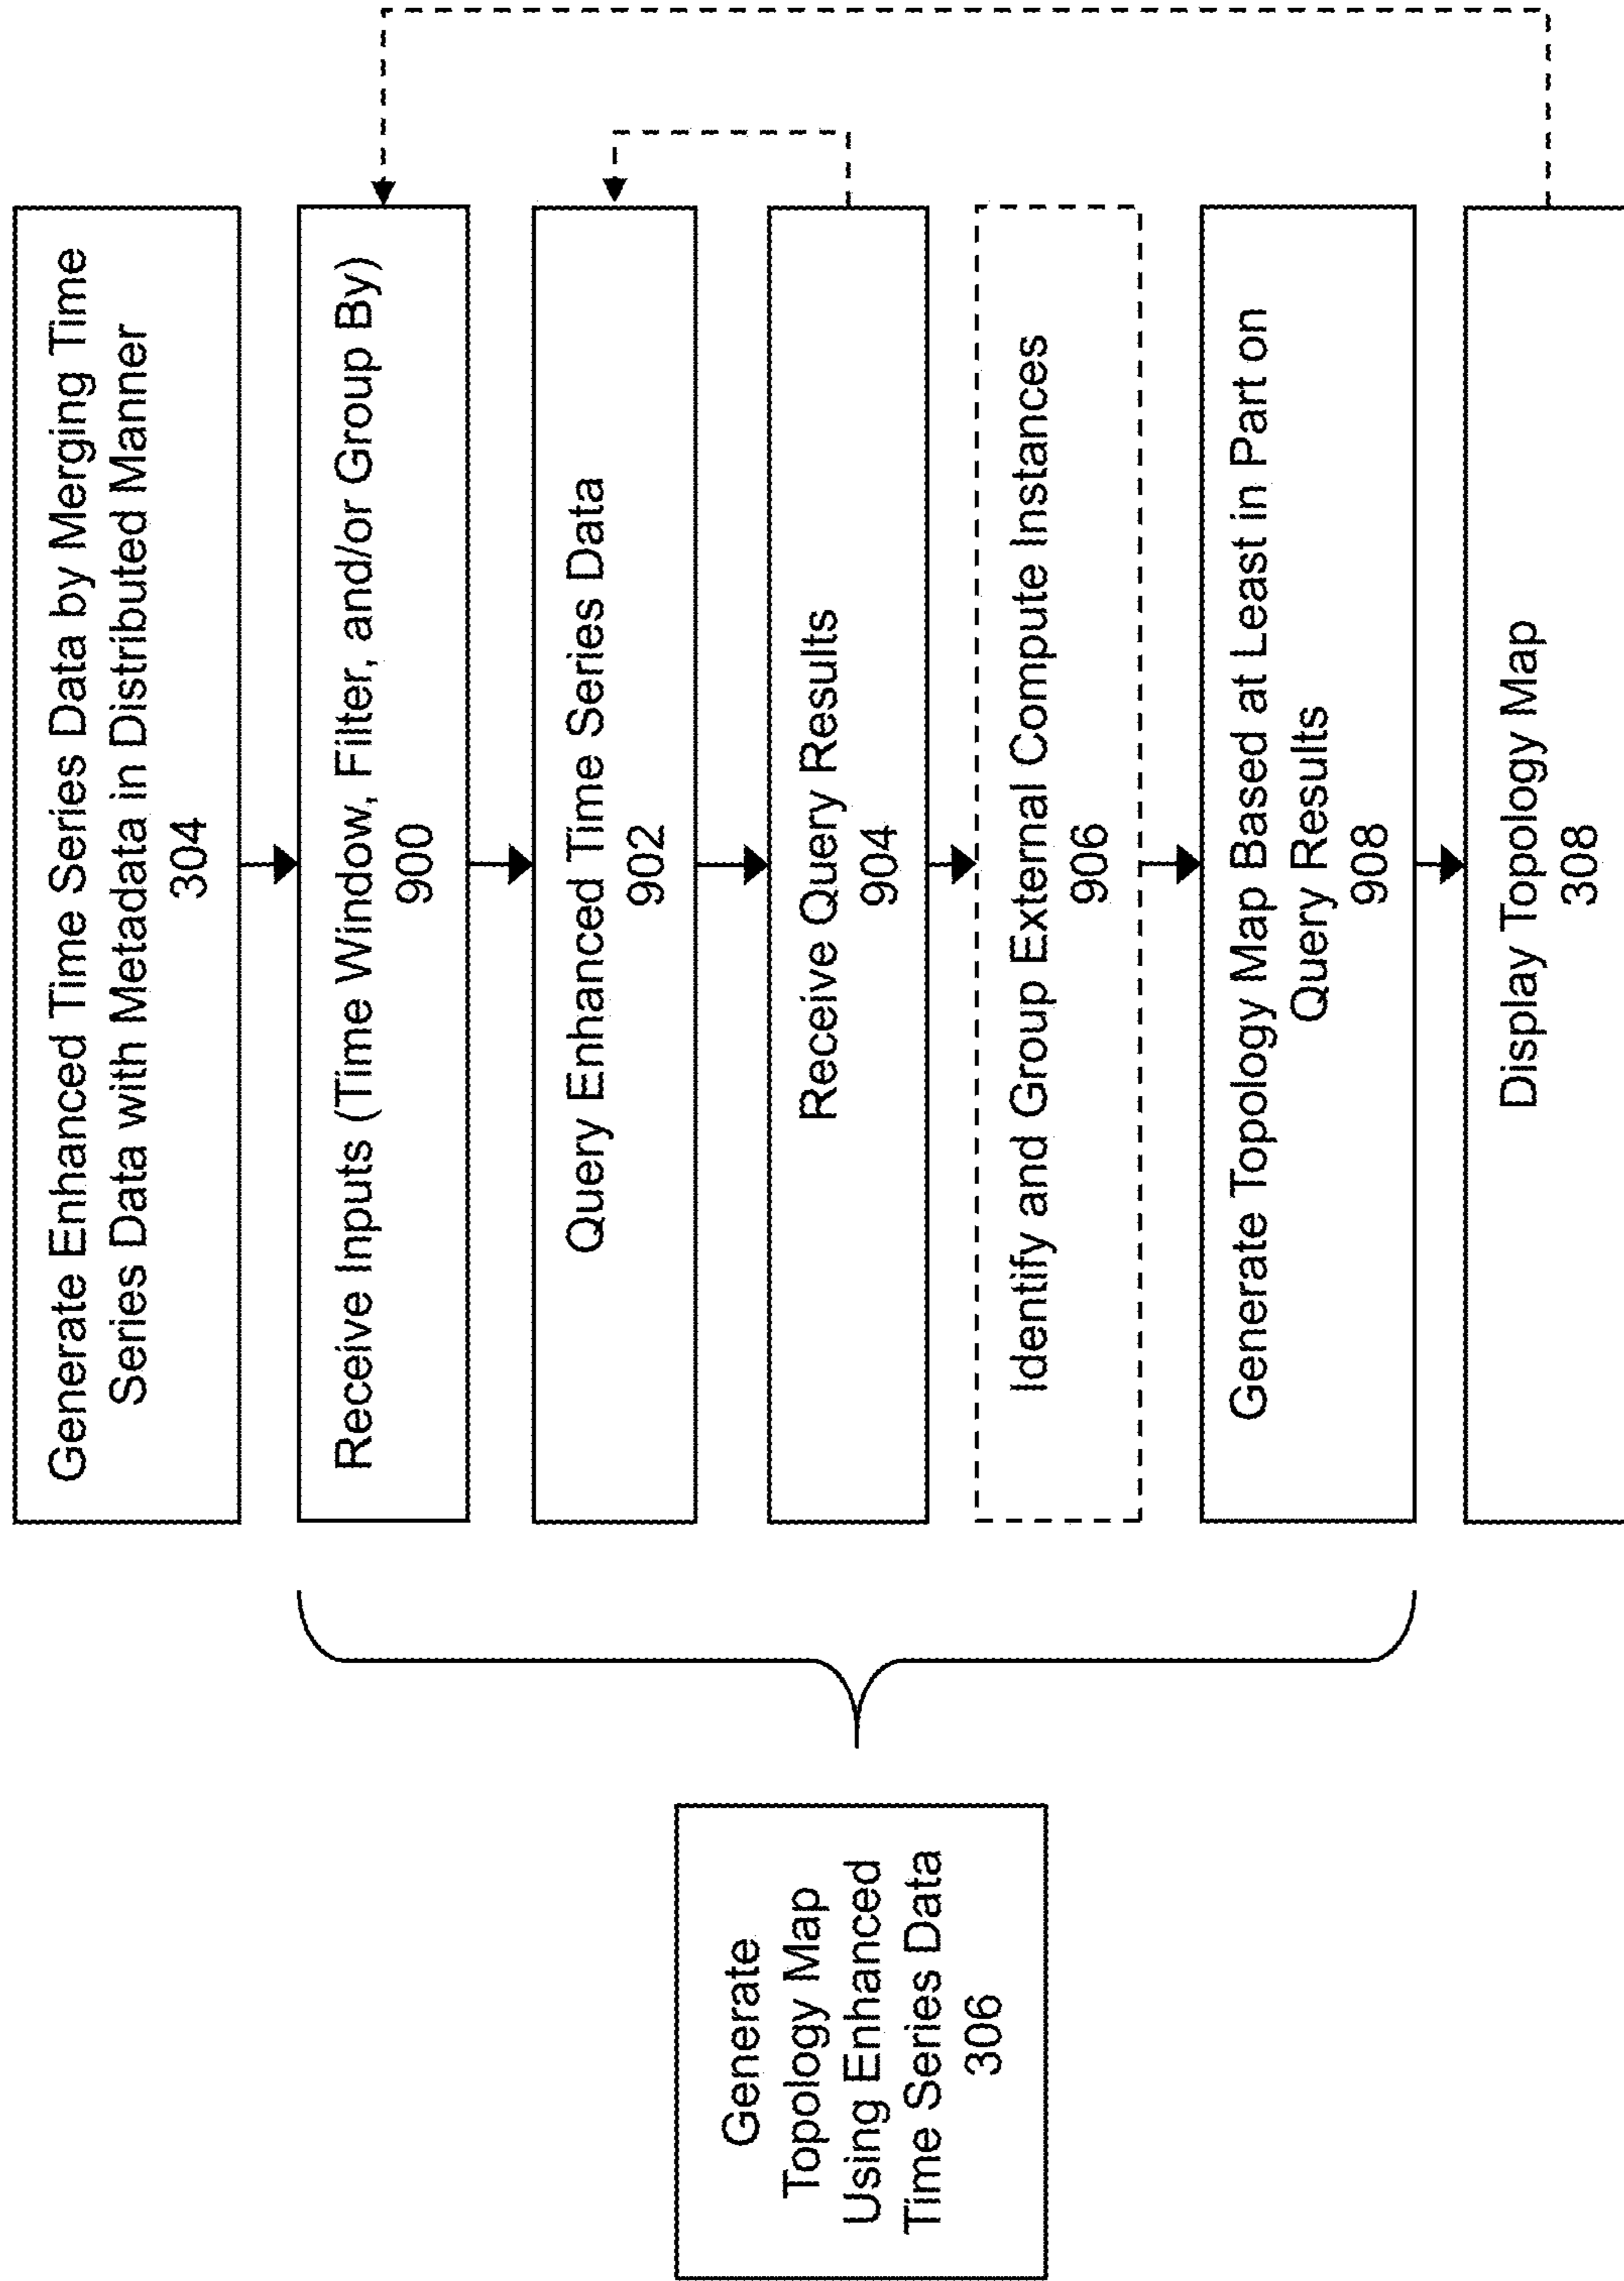 Generate Enhanced Time Series Data by Merging Time
Series Data with Metadata in Distributed Manner
304
Receive Inputs (Time Window, Filter, and/or Group By)
900
Query Enhanced Time Series Data
902
Receive Query Results
904
Identify and Group External Compute Instances
906
Generate Topology Map Based at Least in Part on
Query Results
908
Display Topology Map
308
Generate
Topology Map
Using Enhanced
Time Series Data
306